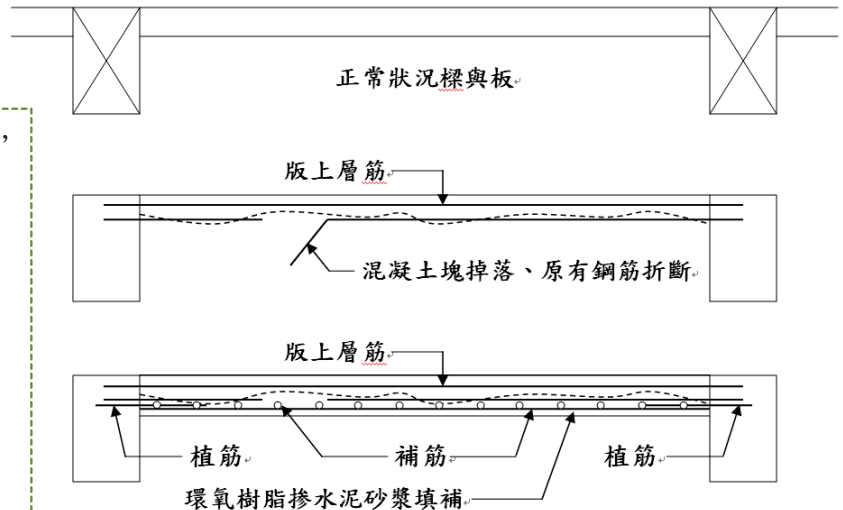 正常狀況樑與板
，
版上層筋
混凝土塊掉落、原有鋼筋折斷
版上層筋
植筋 補筋 植筋
環氧樹脂摻水泥砂漿填補